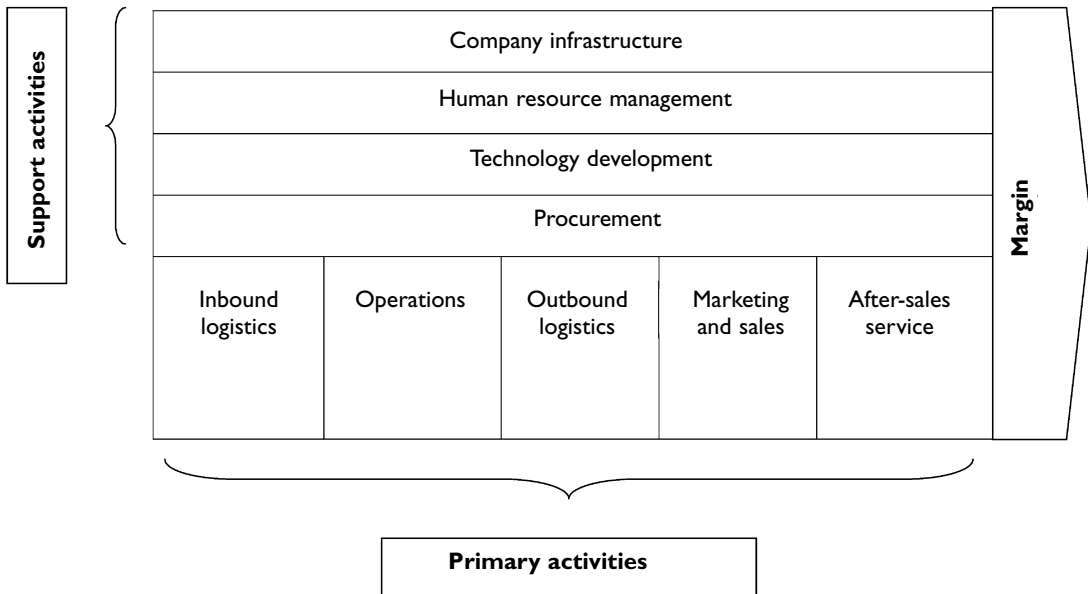 Support activities
Company infrastructure
Human resource management
Technology development
Procurement
Inbound
logistics
Operations
Outbound
logistics
Marketing
and sales
After-sales
service
Margin
Primary activities